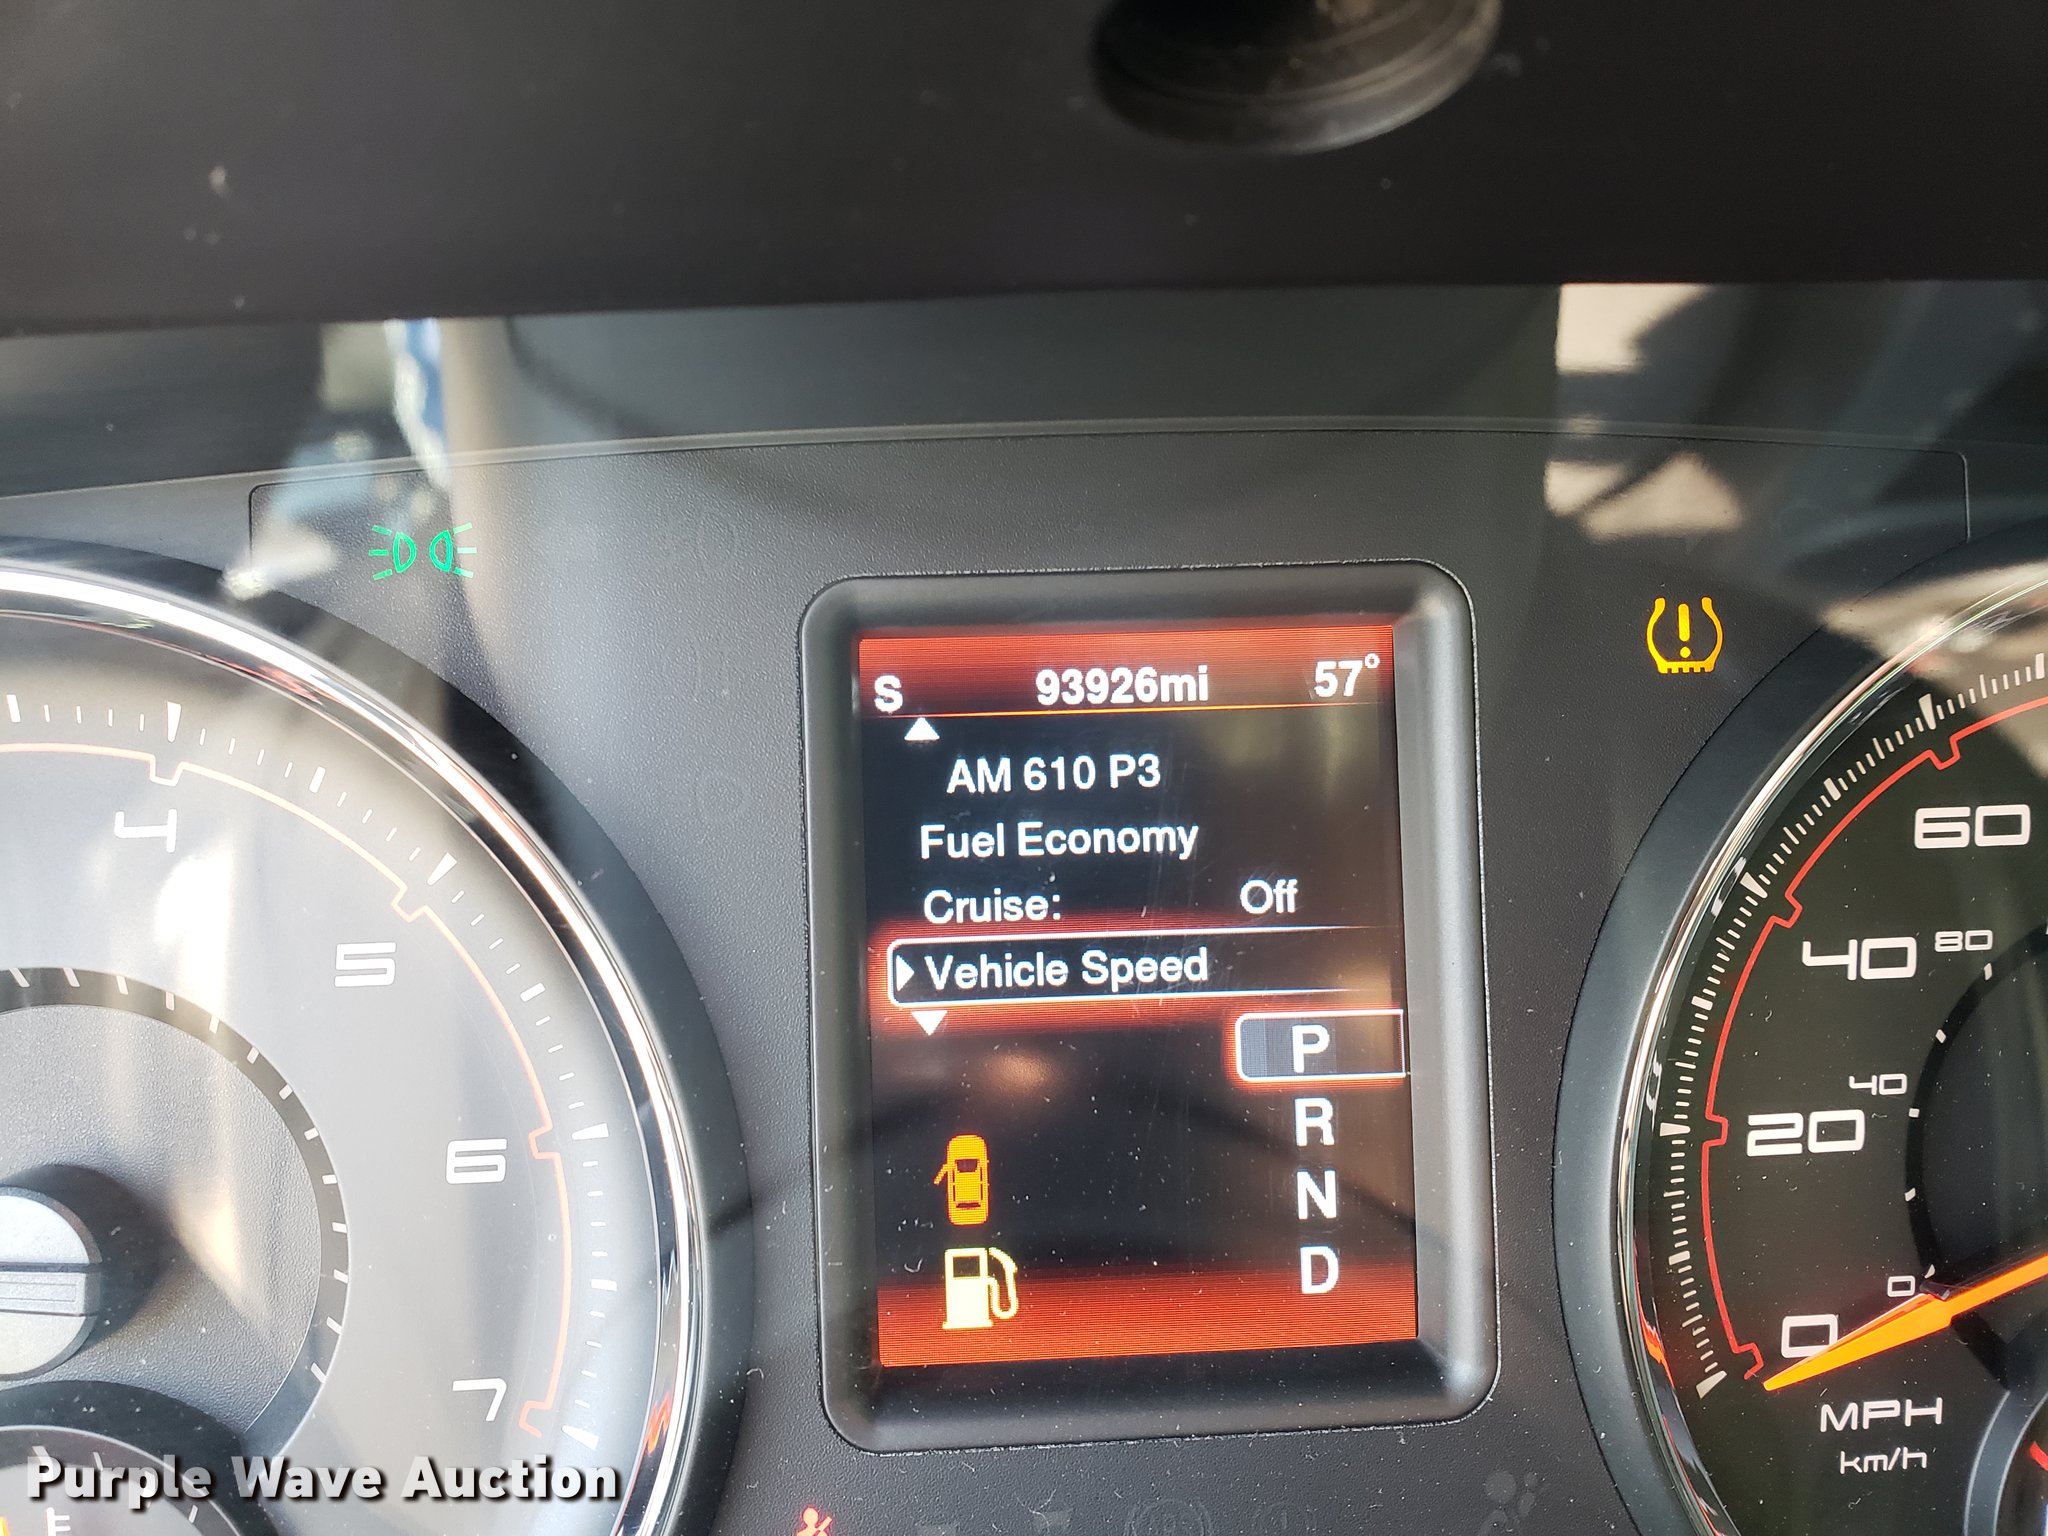 S 93926mi 57°
AM 610 P3
Fuel Economy
Cruise: Off
Vehicle Speed
P
R
N
D
4
5
6
7
60
40 80
40
20
0
0
MPH
km/h
E
Purple Wave Auction